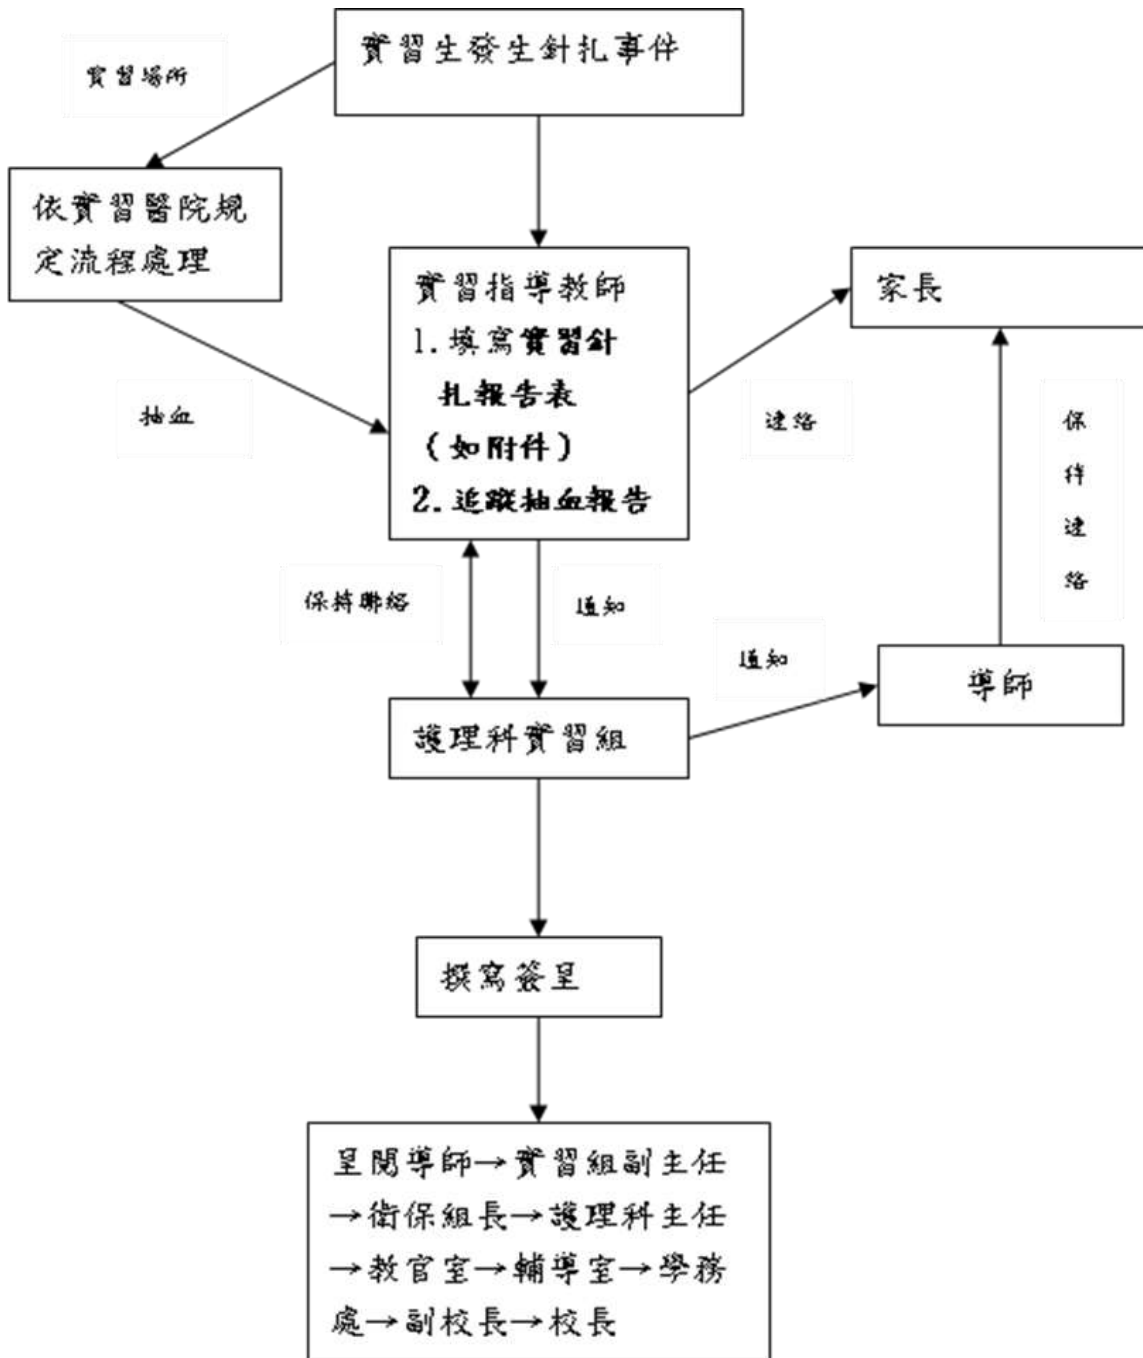 實習生發生針扎事件
實習場所
依實習醫院規
定流程處理
實習指導教師
1.填寫實習針
扎報告表
(如附件)
2.追蹤抽血報告
家長
抽血
連絡
保
持
連
絡
保持聯絡
通知
通知
導師
護理科實習組
撰寫簽呈
呈閱導師→實習組副主任
→衛保組長→護理科主任
→教官室→輔導室→學務
處→副校長→校長